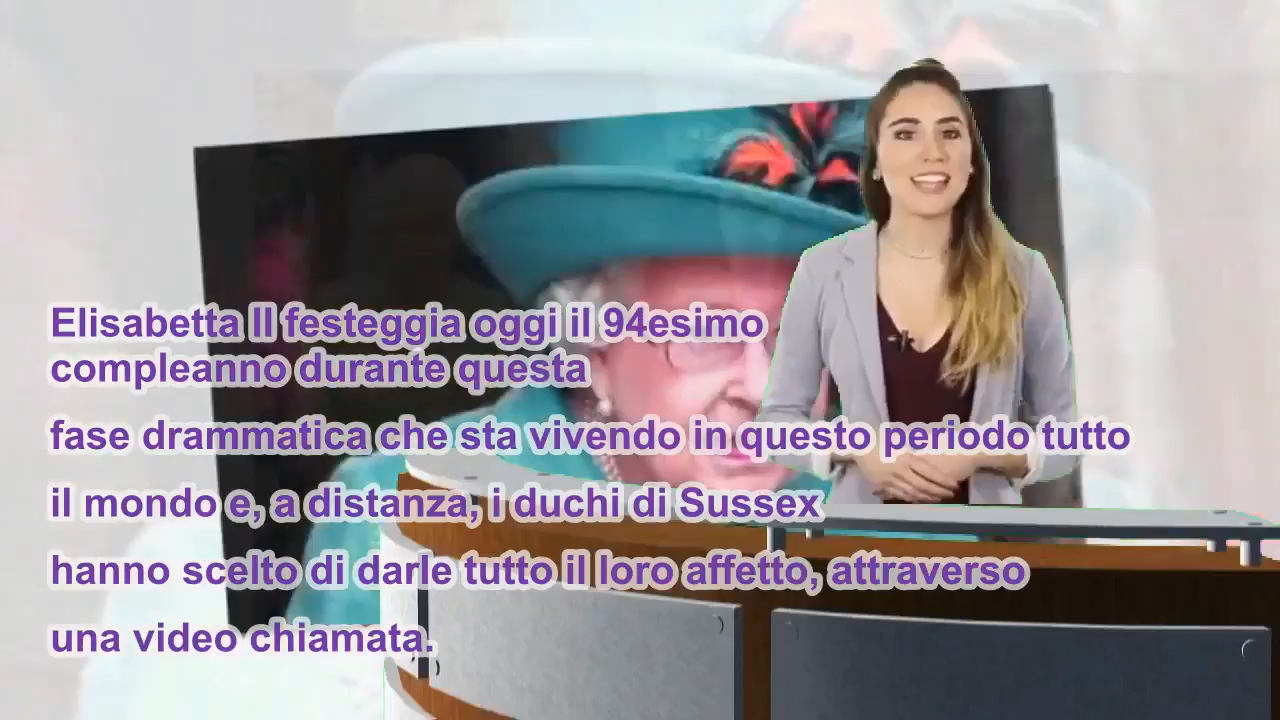 Elisabetta II festeggia oggi il 94esimo
compleanno durante questa
fase drammatica che sta vivendo in questo periodo tutto
il mondo e, a distanza, i duchi di Sussex
hanno scelto di darle tutto il loro affetto, attraverso
una video chiamata.